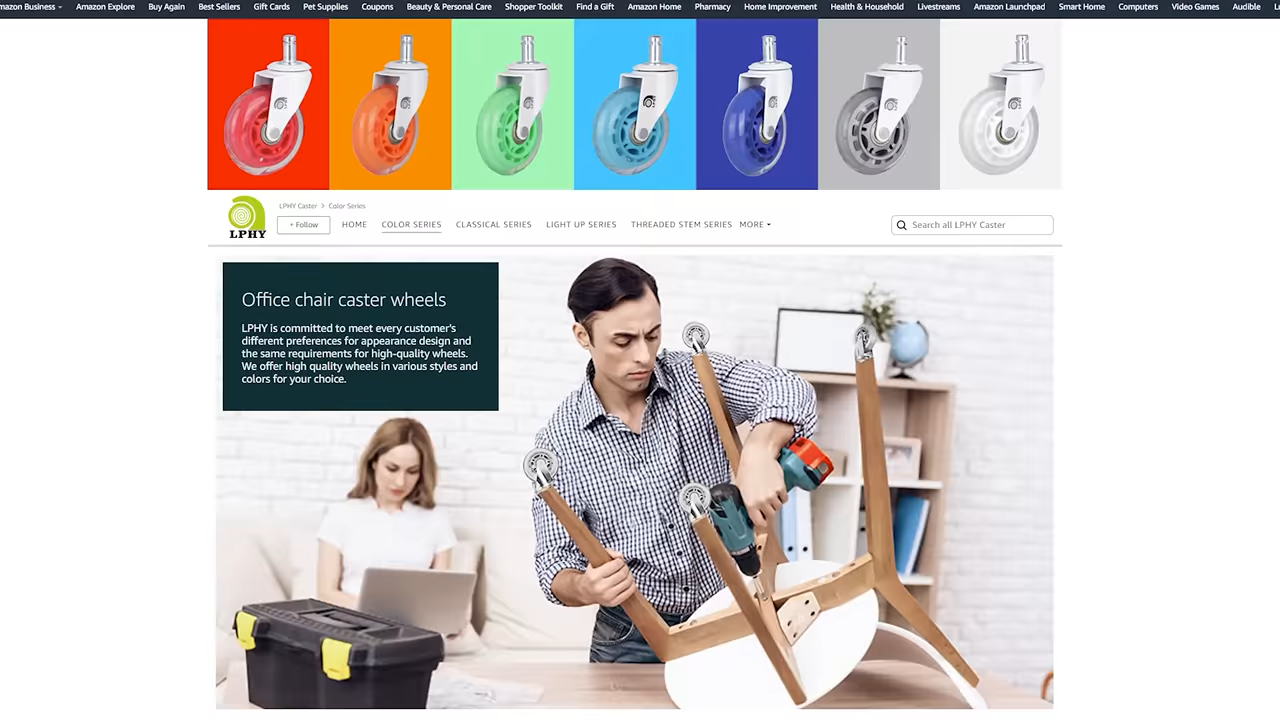 Amazon Explore Buy Again Best Sellers Gift Cards Pet Supplies Coupons Beauty & Personal Care Shopper Toolkit Find a Gift Amazon Home Pharmacy Home Improvement Health & Household Livestreams Amazon Launchpad Smart Home Computers Video Games Audible
LPHY Caster > Color Series
LPHY
+ Follow HOME COLOR SERIES CLASSICAL SERIES LIGHT UP SERIES THREADED STEM SERIES MORE Search all LPHY Caster
Office chair caster wheels
LPHY is committed to meet every customer's
different preferences for appearance design and
the same requirements for high-quality wheels.
We offer high quality wheels in various styles and
colors for your choice.